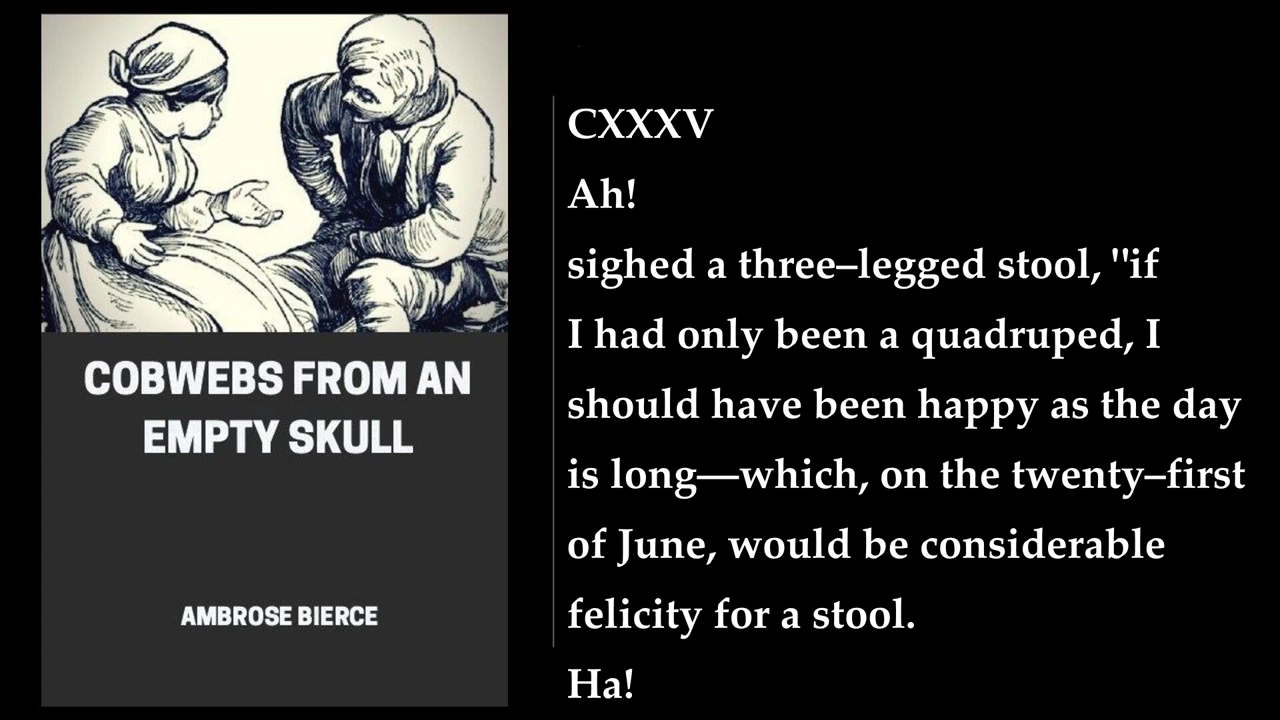 COBWEBS FROM AN
EMPTY SKULL
AMBROSE BIERCE
CXXXV
Ah!
sighed a three–legged stool, "if
I had only been a quadruped, I
should have been happy as the day
is long—which, on the twenty–first
of June, would be considerable
felicity for a stool.
Ha!